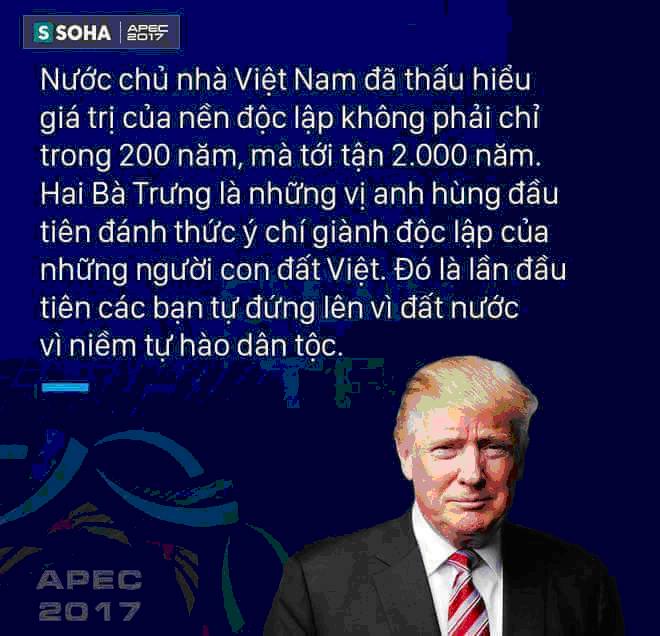 SOHA APEC 2017
Nước chủ nhà Việt Nam đã thấu hiểu
giá trị của nền độc lập không phải chỉ
trong 200 năm, mà tới tận 2.000 năm.
Hai Bà Trưng là những vị anh hùng đầu
tiên đánh thức ý chí giành độc lập của
những người con đất Việt. Đó là lần đầu
tiên các bạn tự đứng lên vì đất nước
vì niềm tự hào dân tộc.
APEC
2017